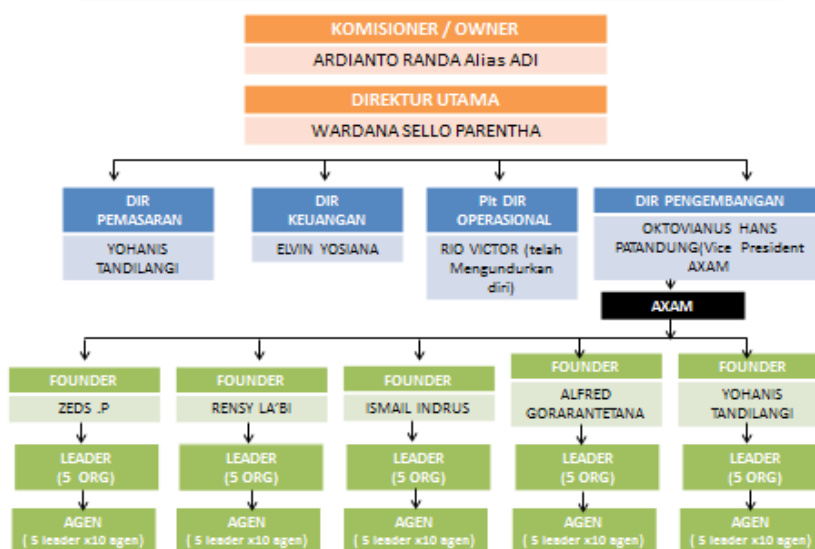 KOMISIONER / OWNER
ARDIANTO RANDA Alias ADI
DIREKTUR UTAMA
WARDANA SELLO PARENTHA
DIR
PEMASARAN
YOHANIS
TANDILANGI
DIR
KEUANGAN
ELVIN YOSIANA
Plt DIR
OPERASIONAL
RIO VICTOR (telah
Mengundurkan
diri)
DIR PENGEMBANGAN
OKTOVIANUS HANS
PATANDUNG(Vice President
AXAM
AXAM
FOUNDER
ZEDS .P
LEADER
(5 ORG)
AGEN
( 5 leader x10 agen)
FOUNDER
RENSY LA'BI
LEADER
(5 ORG)
AGEN
( 5 leader x10 agen)
FOUNDER
ISMAIL INDRUS
LEADER
(5 ORG)
AGEN
( 5 leader x10 agen)
FOUNDER
ALFRED
GORARANTETANA
LEADER
(5 ORG)
AGEN
( 5 leader x10 agen)
FOUNDER
YOHANIS
TANDILANGI
LEADER
(5 ORG)
AGEN
( 5 leader x10 agen)